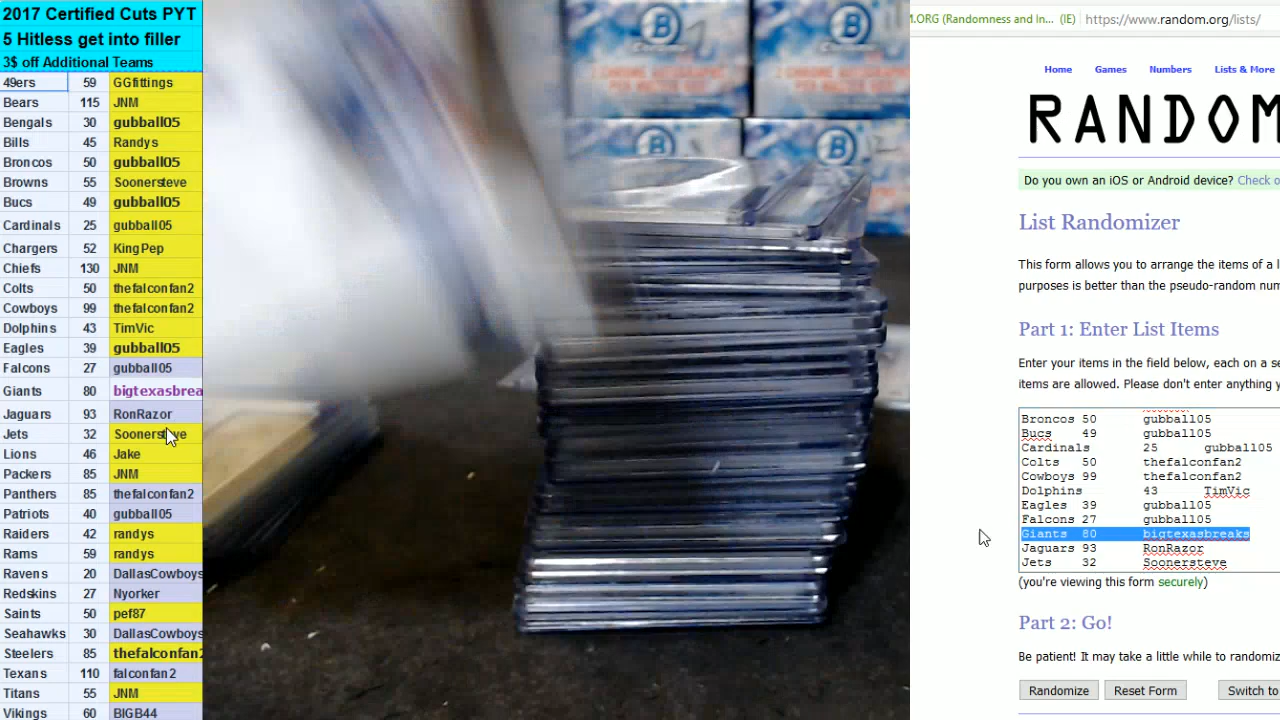 2017 Certified Cuts PYT
5 Hitless get into filler
3$ off Additional Teams
49ers 59 GGfittings
Bears 115 JNM
Bengals 30 gubball05
Bills 45 Randys
Broncos 50 gubball05
Browns 55 Soonersteve
Bucs 49 gubball05
Cardinals 25 gubball05
Chargers 52 KingPep
Chiefs 130 JNM
Colts 50 thefalconfan2
Cowboys 99 thefalconfan2
Dolphins 43 TimVic
Eagles 39 gubball05
Falcons 27 gubball05
Giants 80 bigtexasbrea
Jaguars 93 RonRazor
Jets 32 Soonersteve
Lions 46 Jake
Packers 85 JNM
Panthers 85 thefalconfan2
Patriots 40 gubball05
Raiders 42 randys
Rams 59 randys
Ravens 20 DallasCowboys
Redskins 27 Nyorker
Saints 50 pef87
Seahawks 30 DallasCowboys
Steelers 85 thefalconfan2
Texans 110 falconfan2
Titans 55 JNM
Vikings 60 BIGB44
B
Chrome
B
B
B
M.ORG (Randomness and In... (IE) https://www.random.org/lists/
Home Games Numbers Lists & More
RANDOM
Do you own an iOS or Android device? Check o
List Randomizer
This form allows you to arrange the items of a l
purposes is better than the pseudo-random num
Part 1: Enter List Items
Enter your items in the field below, each on a se
items are allowed. Please don't enter anything y
Broncos 50 gubball05
Bucs 49 gubball05
Cardinals 25 gubball05
Colts 50 thefalconfan2
Cowboys 99 thefalconfan2
Dolphins 43 TimVic
Eagles 39 gubball05
Falcons 27 gubball05
Giants 80 bigtexasbreaks
Jaguars 93 RonRazor
Jets 32 Soonersteve
(you're viewing this form securely)
Part 2: Go!
Be patient! It may take a little while to randomiz
Randomize Reset Form Switch to